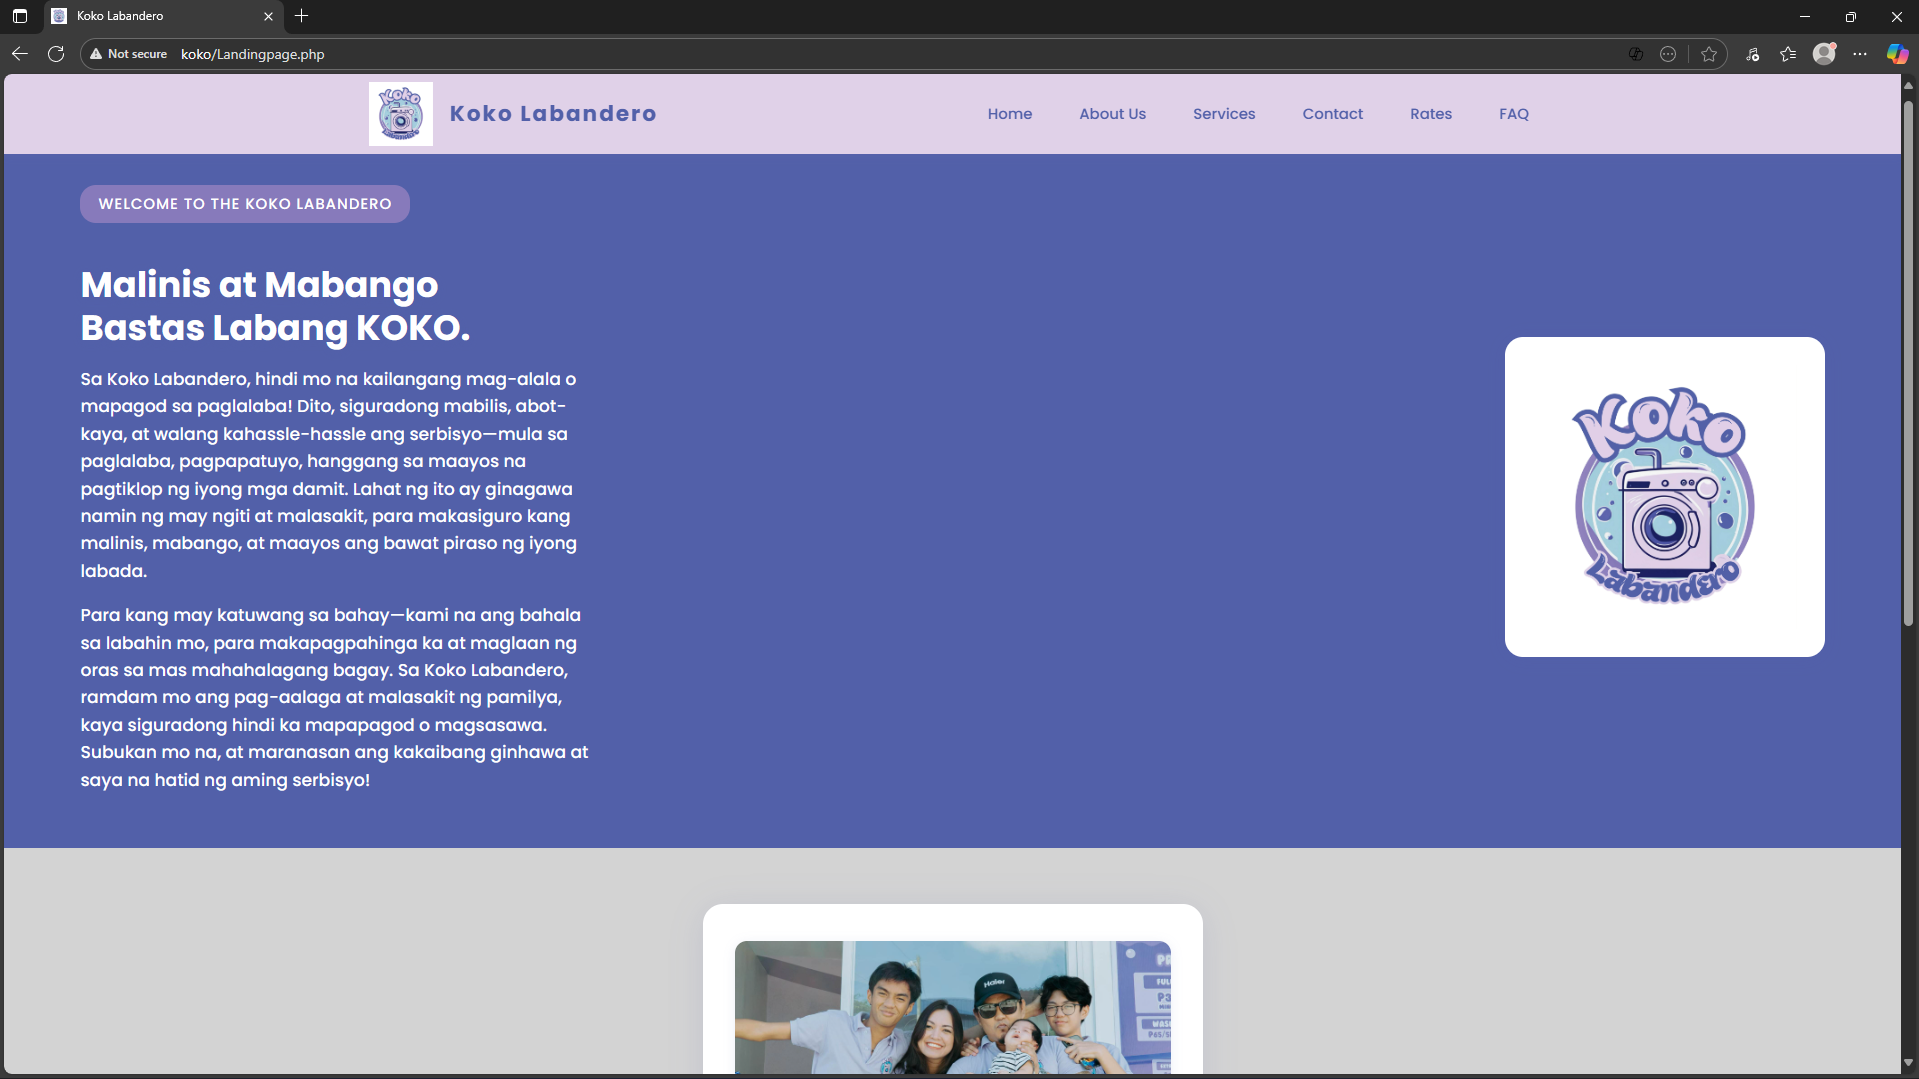 Koko Labandero
Not secure
koko/Landingpage.php
Koko
Labandero
Koko Labandero
Home
About Us
Services
Contact
Rates
FAQ
WELCOME TO THE KOKO LABANDERO
Malinis at Mabango
Bastas Labang KOKO.
Sa Koko Labandero, hindi mo na kailangang mag-alala o
mapagod sa paglalaba! Dito, siguradong mabilis, abot-
kaya, at walang kahassle-hassle ang serbisyo—mula sa
paglalaba, pagpapatuyo, hanggang sa maayos na
pagtiklop ng iyong mga damit. Lahat ng ito ay ginagawa
namin ng may ngiti at malasakit, para makasiguro kang
malinis, mabango, at maayos ang bawat piraso ng iyong
labada.
Para kang may katuwang sa bahay—kami na ang bahala
sa labahin mo, para makapagpahinga ka at maglaan ng
oras sa mas mahahalagang bagay. Sa Koko Labandero,
ramdam mo ang pag-aalaga at malasakit ng pamilya,
kaya siguradong hindi ka mapapagod o magsasawa.
Subukan mo na, at maranasan ang kakaibang ginhawa at
saya na hatid ng aming serbisyo!
Koko
Labandero
Haier